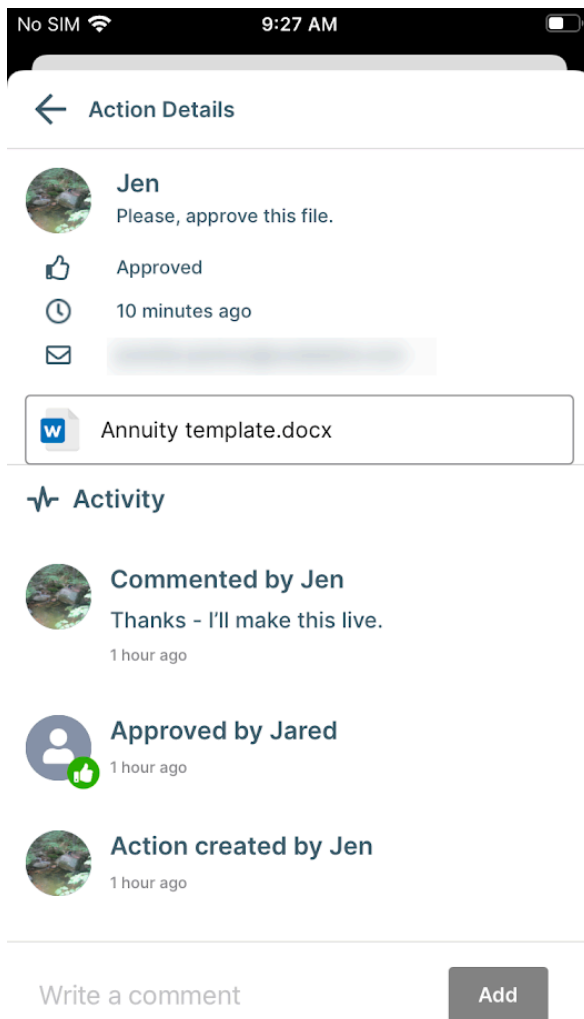 No SIM 9:27 AM
Action Details
Jen
Please, approve this file.
Approved
10 minutes ago
W Annuity template.docx
Activity
Commented by Jen
Thanks - I'll make this live.
1 hour ago
Approved by Jared
1 hour ago
Action created by Jen
1 hour ago
Write a comment Add